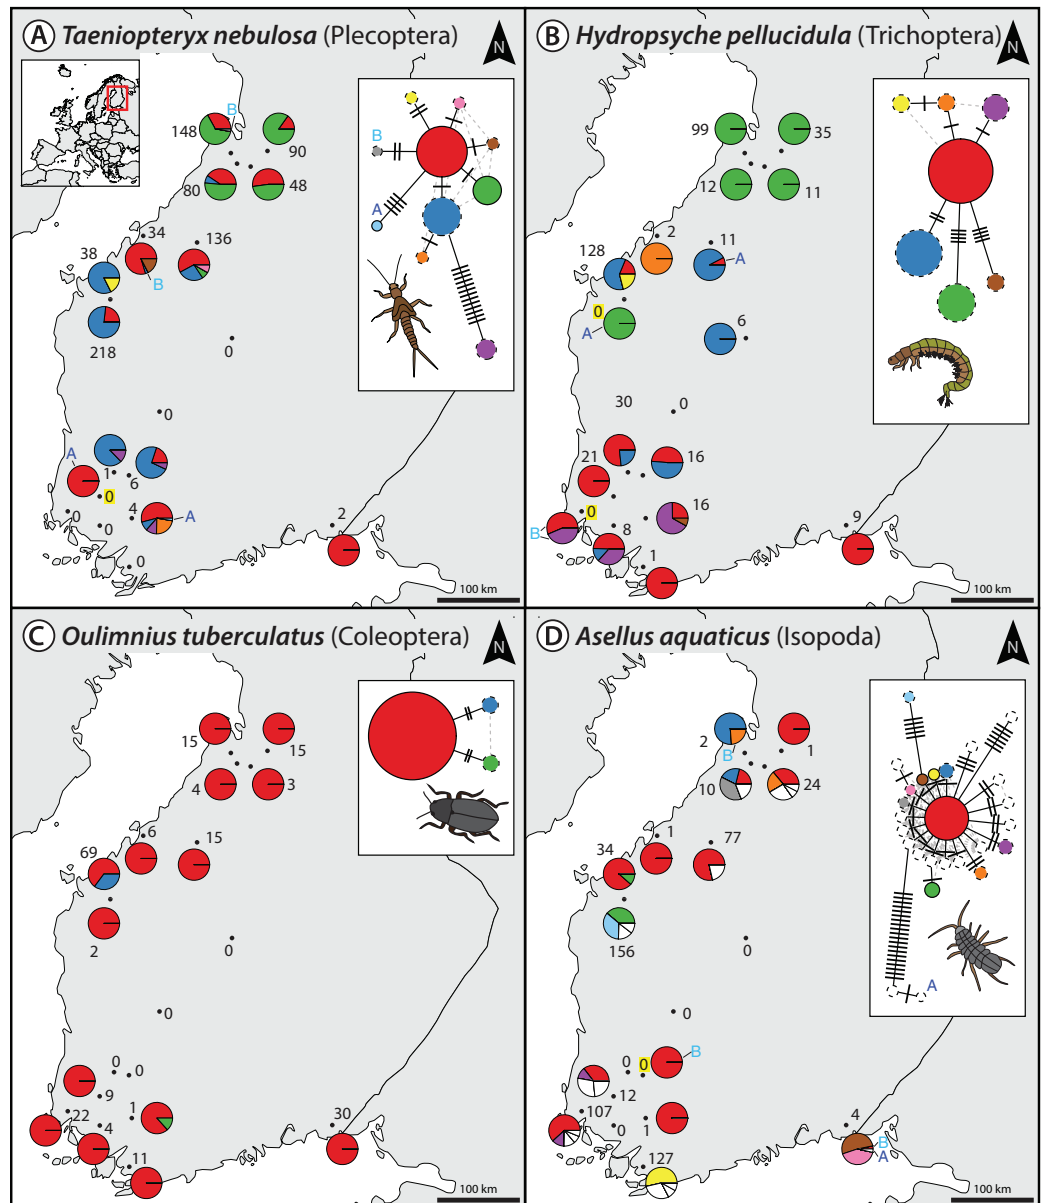 A Taeniopteryx nebulosa (Plecoptera)
N
B
148
90
80
48
34
136
38
B
218
0
0
A
1
6
0
0
4
A
0
2
0
100 km
B
A
B Hydropsyche pellucidula (Trichoptera)
N
99
35
12
11
2
11
128
A
0
A
6
30
0
21
16
0
16
B
8
9
1
100 km
C Oulimnius tuberculatus (Coleoptera)
N
15
15
4
3
6
15
69
2
0
0
0
0
9
22
1
4
30
11
100 km
D Asellus aquaticus (Isopoda)
N
2
B
1
10
24
1
77
34
156
0
0
0
0
B
12
107
0
1
4
B
A
127
100 km
A